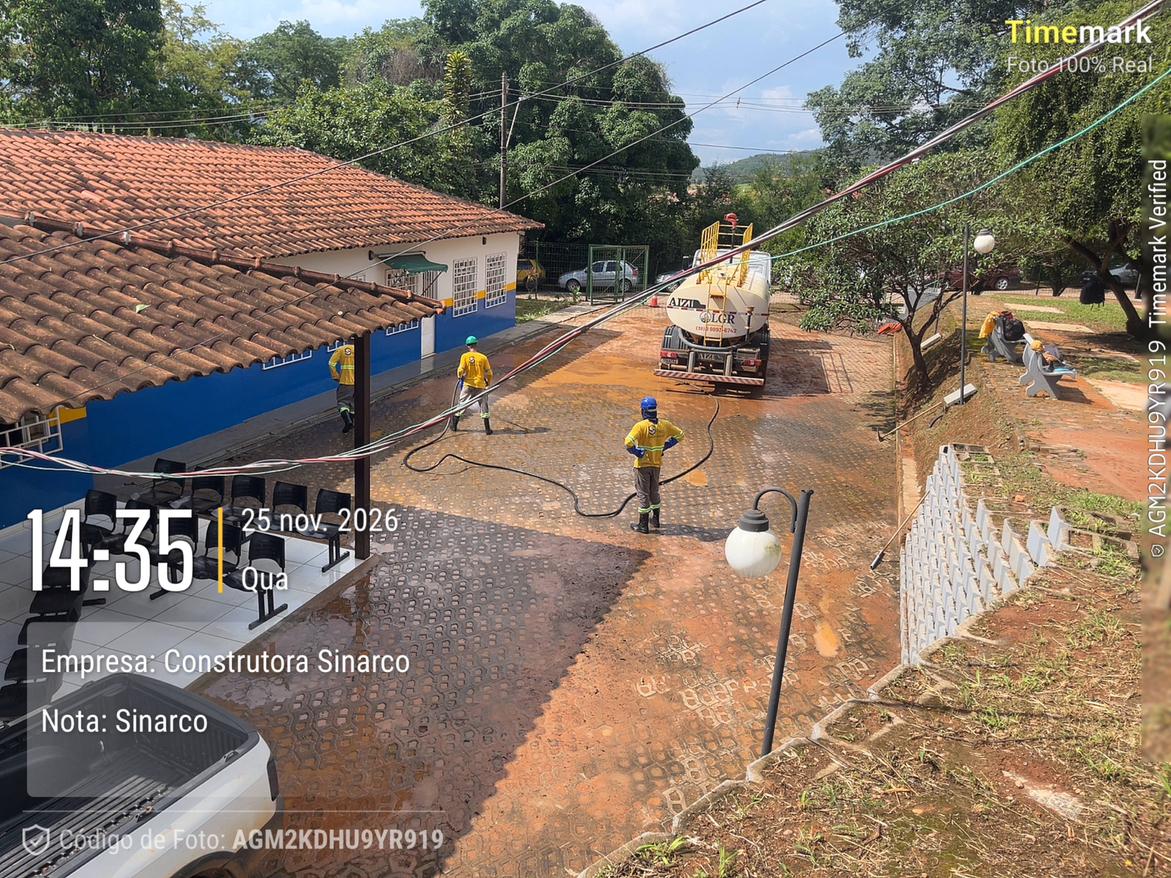 Timemark
Foto 100% Real
AIZI
LGR
14:35
25 nov. 2026
Qua
Empresa: Construtora Sinarco
Nota: Sinarco
Código de Foto: AGM2KDHU9YR919
AGM2KDHU9YR919 Timemark Verified